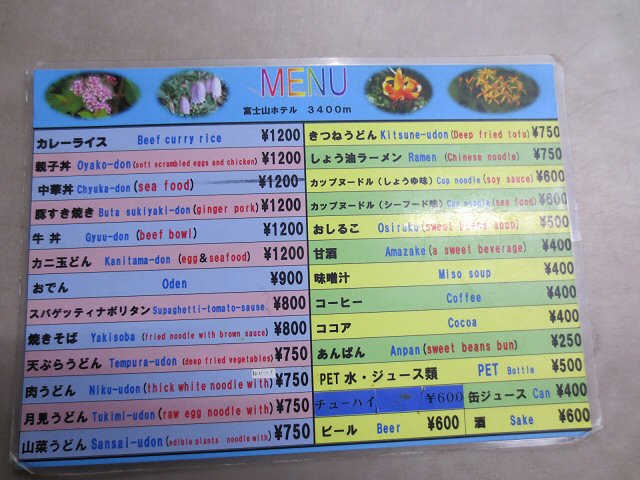 MENU
富士山ホテル 3400m
カレーライス Beef curry rice ¥1200
親子丼 Oyako-don(soft scrambled eggs and chicken) ¥1200
中華丼 Chyuka-don(sea food) ¥1200
豚すき焼き Buta sukiyaki-don(ginger pork) ¥1200
牛丼 Gyuu-don (beef bowl) ¥1200
カニ玉どん Kanitama-don (egg&seafood) ¥1200
おでん Oden ¥900
スパゲッティナポリタン Supaghetti-tomato-sause ¥800
焼きそば Yakisoba (fried noodle with brown sauce) ¥800
天ぷらうどん Tempura-udon (deep fried vegetables) ¥750
beef
肉うどん Niku-udon(thick white noodle with) ¥750
月見うどん Tukimi-udon(raw egg noodle with) ¥750
山菜うどん Sansai-udon(edible plants noodle with) ¥750
きつねうどん Kitsune-udon(Deep fried tofu) ¥750
しょう油ラーメン Ramen (Chinese noodle) ¥750
カップヌードル(しょうゆ味) Cup noodle(soy sauce) ¥600
カップヌードル(シーフード味) Cup noodle(sea food) ¥600
おしるこ Osiruko(sweet beans soup) ¥500
甘酒 Amazake(a sweet beverage) ¥400
味噌汁 Miso soup ¥400
コーヒー Coffee ¥400
ココア Cocoa ¥400
あんぱん Anpan(sweet beans bun) ¥250
PET 水・ジュース類 PET Bottle ¥500
チューハイ ¥600 缶ジュース Can ¥400
ビール Beer ¥600 酒 Sake ¥600